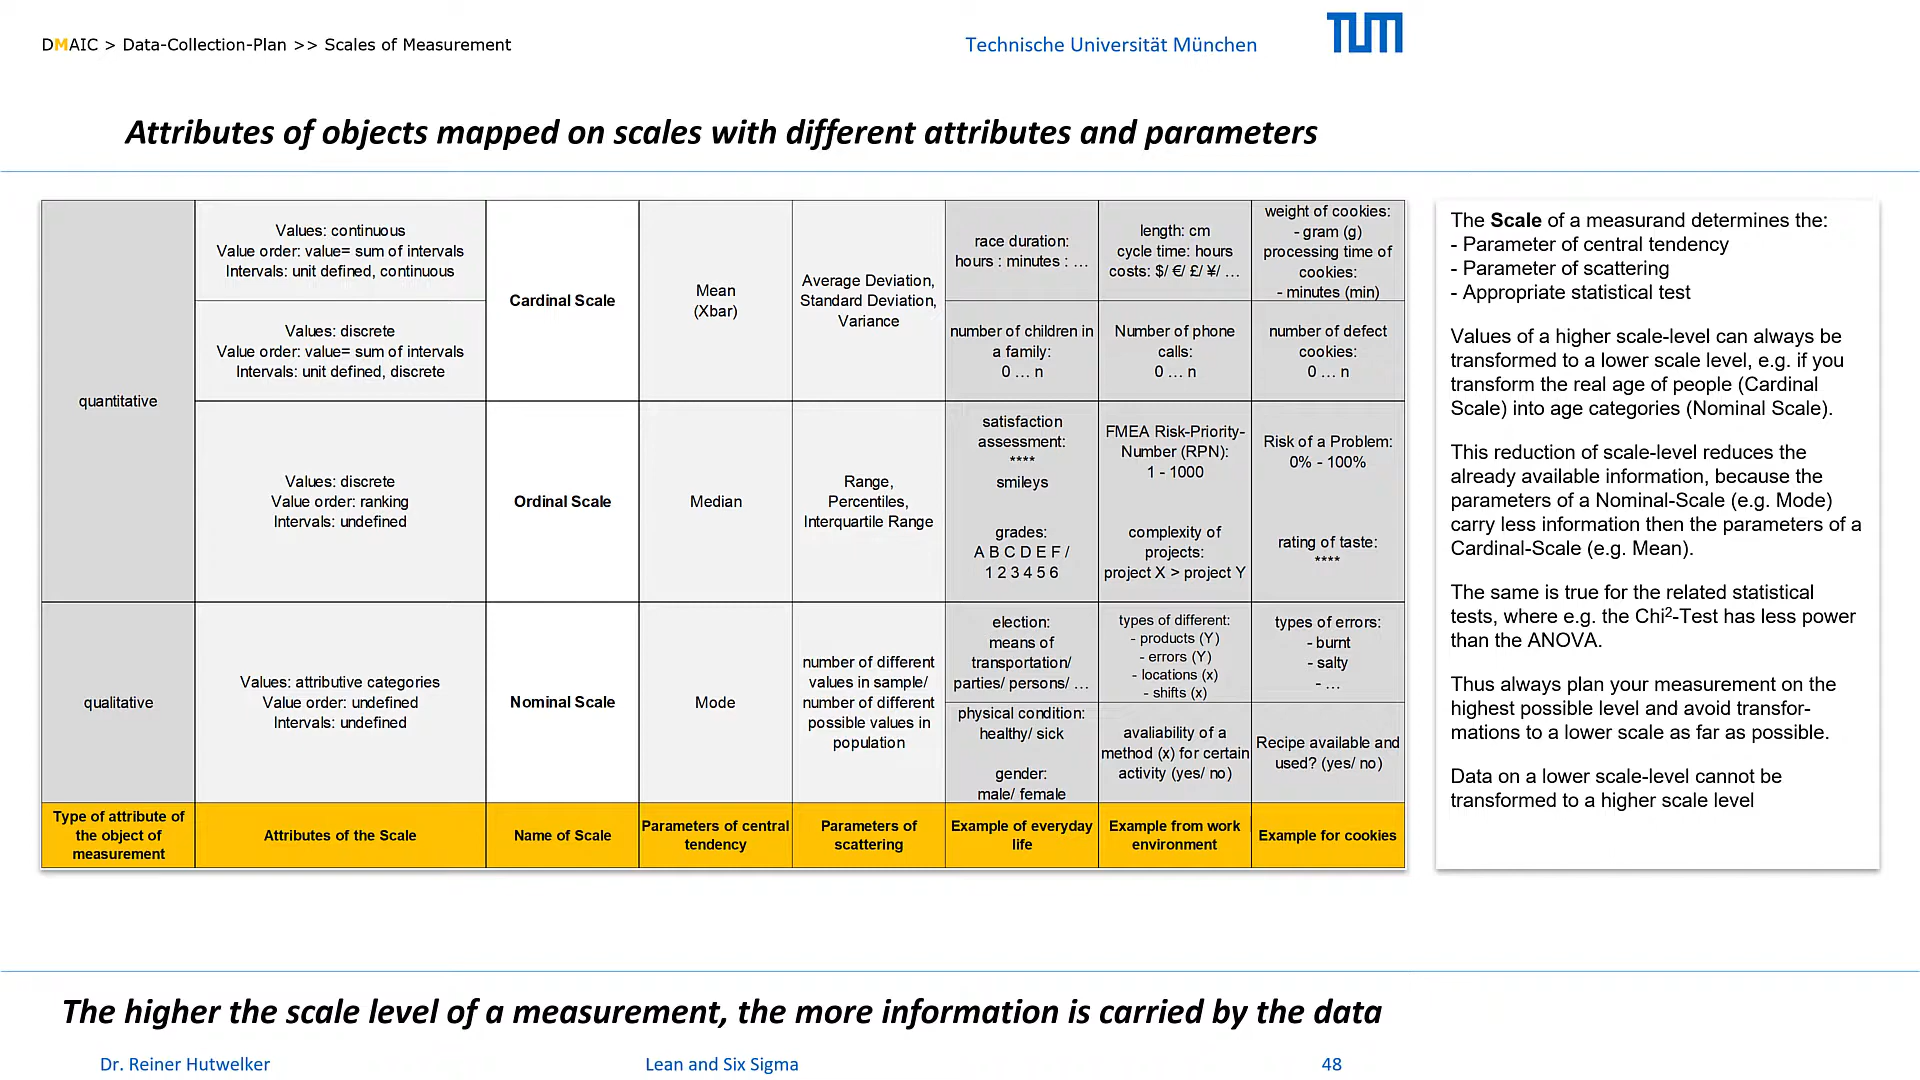 DMAIC > Data-Collection-Plan >> Scales of Measurement
Technische Universität München
TUM
Attributes of objects mapped on scales with different attributes and parameters
quantitative
Values: continuous
Value order: value= sum of intervals
Intervals: unit defined, continuous
Values: discrete
Value order: value= sum of intervals
Intervals: unit defined, discrete
Cardinal Scale
Mean
(Xbar)
Average Deviation,
Standard Deviation,
Variance
race duration:
hours : minutes : …
length: cm
cycle time: hours
costs: $/ €/ £/ ¥/ …
weight of cookies:
- gram (g)
processing time of
cookies:
- minutes (min)
number of children in
a family:
0 … n
Number of phone
calls:
0 … n
number of defect
cookies:
0 … n
Values: discrete
Value order: ranking
Intervals: undefined
Ordinal Scale
Median
Range,
Percentiles,
Interquartile Range
satisfaction
assessment:
****
smileys
grades:
A B C D E F /
1 2 3 4 5 6
FMEA Risk-Priority-
Number (RPN):
1 - 1000
complexity of
projects:
project X > project Y
Risk of a Problem:
0% - 100%
rating of taste:
****
qualitative
Values: attributive categories
Value order: undefined
Intervals: undefined
Nominal Scale
Mode
number of different
values in sample/
number of different
possible values in
population
election:
means of
transportation/
parties/ persons/ …
types of different:
- products (Y)
- errors (Y)
- locations (x)
- shifts (x)
types of errors:
- burnt
- salty
- …
physical condition:
healthy/ sick
gender:
male/ female
avaliability of a
method (x) for certain
activity (yes/ no)
Recipe available and
used? (yes/ no)
Type of attribute of
the object of
measurement
Attributes of the Scale
Name of Scale
Parameters of central
tendency
Parameters of
scattering
Example of everyday
life
Example from work
environment
Example for cookies
The Scale of a measurand determines the:
- Parameter of central tendency
- Parameter of scattering
- Appropriate statistical test
Values of a higher scale-level can always be
transformed to a lower scale level, e.g. if you
transform the real age of people (Cardinal
Scale) into age categories (Nominal Scale).
This reduction of scale-level reduces the
already available information, because the
parameters of a Nominal-Scale (e.g. Mode)
carry less information then the parameters of a
Cardinal-Scale (e.g. Mean).
The same is true for the related statistical
tests, where e.g. the Chi²-Test has less power
than the ANOVA.
Thus always plan your measurement on the
highest possible level and avoid transfor-
mations to a lower scale as far as possible.
Data on a lower scale-level cannot be
transformed to a higher scale level
The higher the scale level of a measurement, the more information is carried by the data
Dr. Reiner Hutwelker
Lean and Six Sigma
48